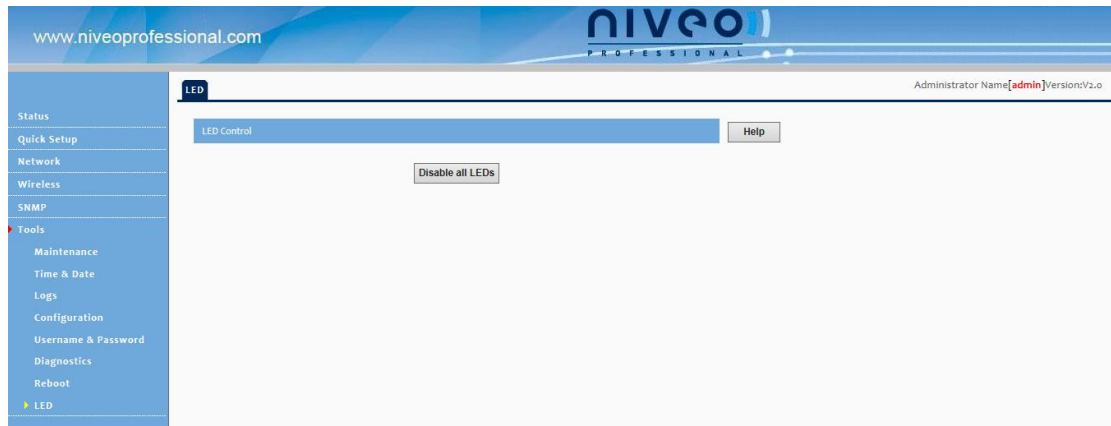 www.niveoprofessional.com
niveo
PROFESSIONAL
LED
Administrator Name[admin]Version:V2.0
Status
Quick Setup
Network
Wireless
SNMP
Tools
Maintenance
Time & Date
Logs
Configuration
Username & Password
Diagnostics
Reboot
LED
LED Control
Help
Disable all LEDs